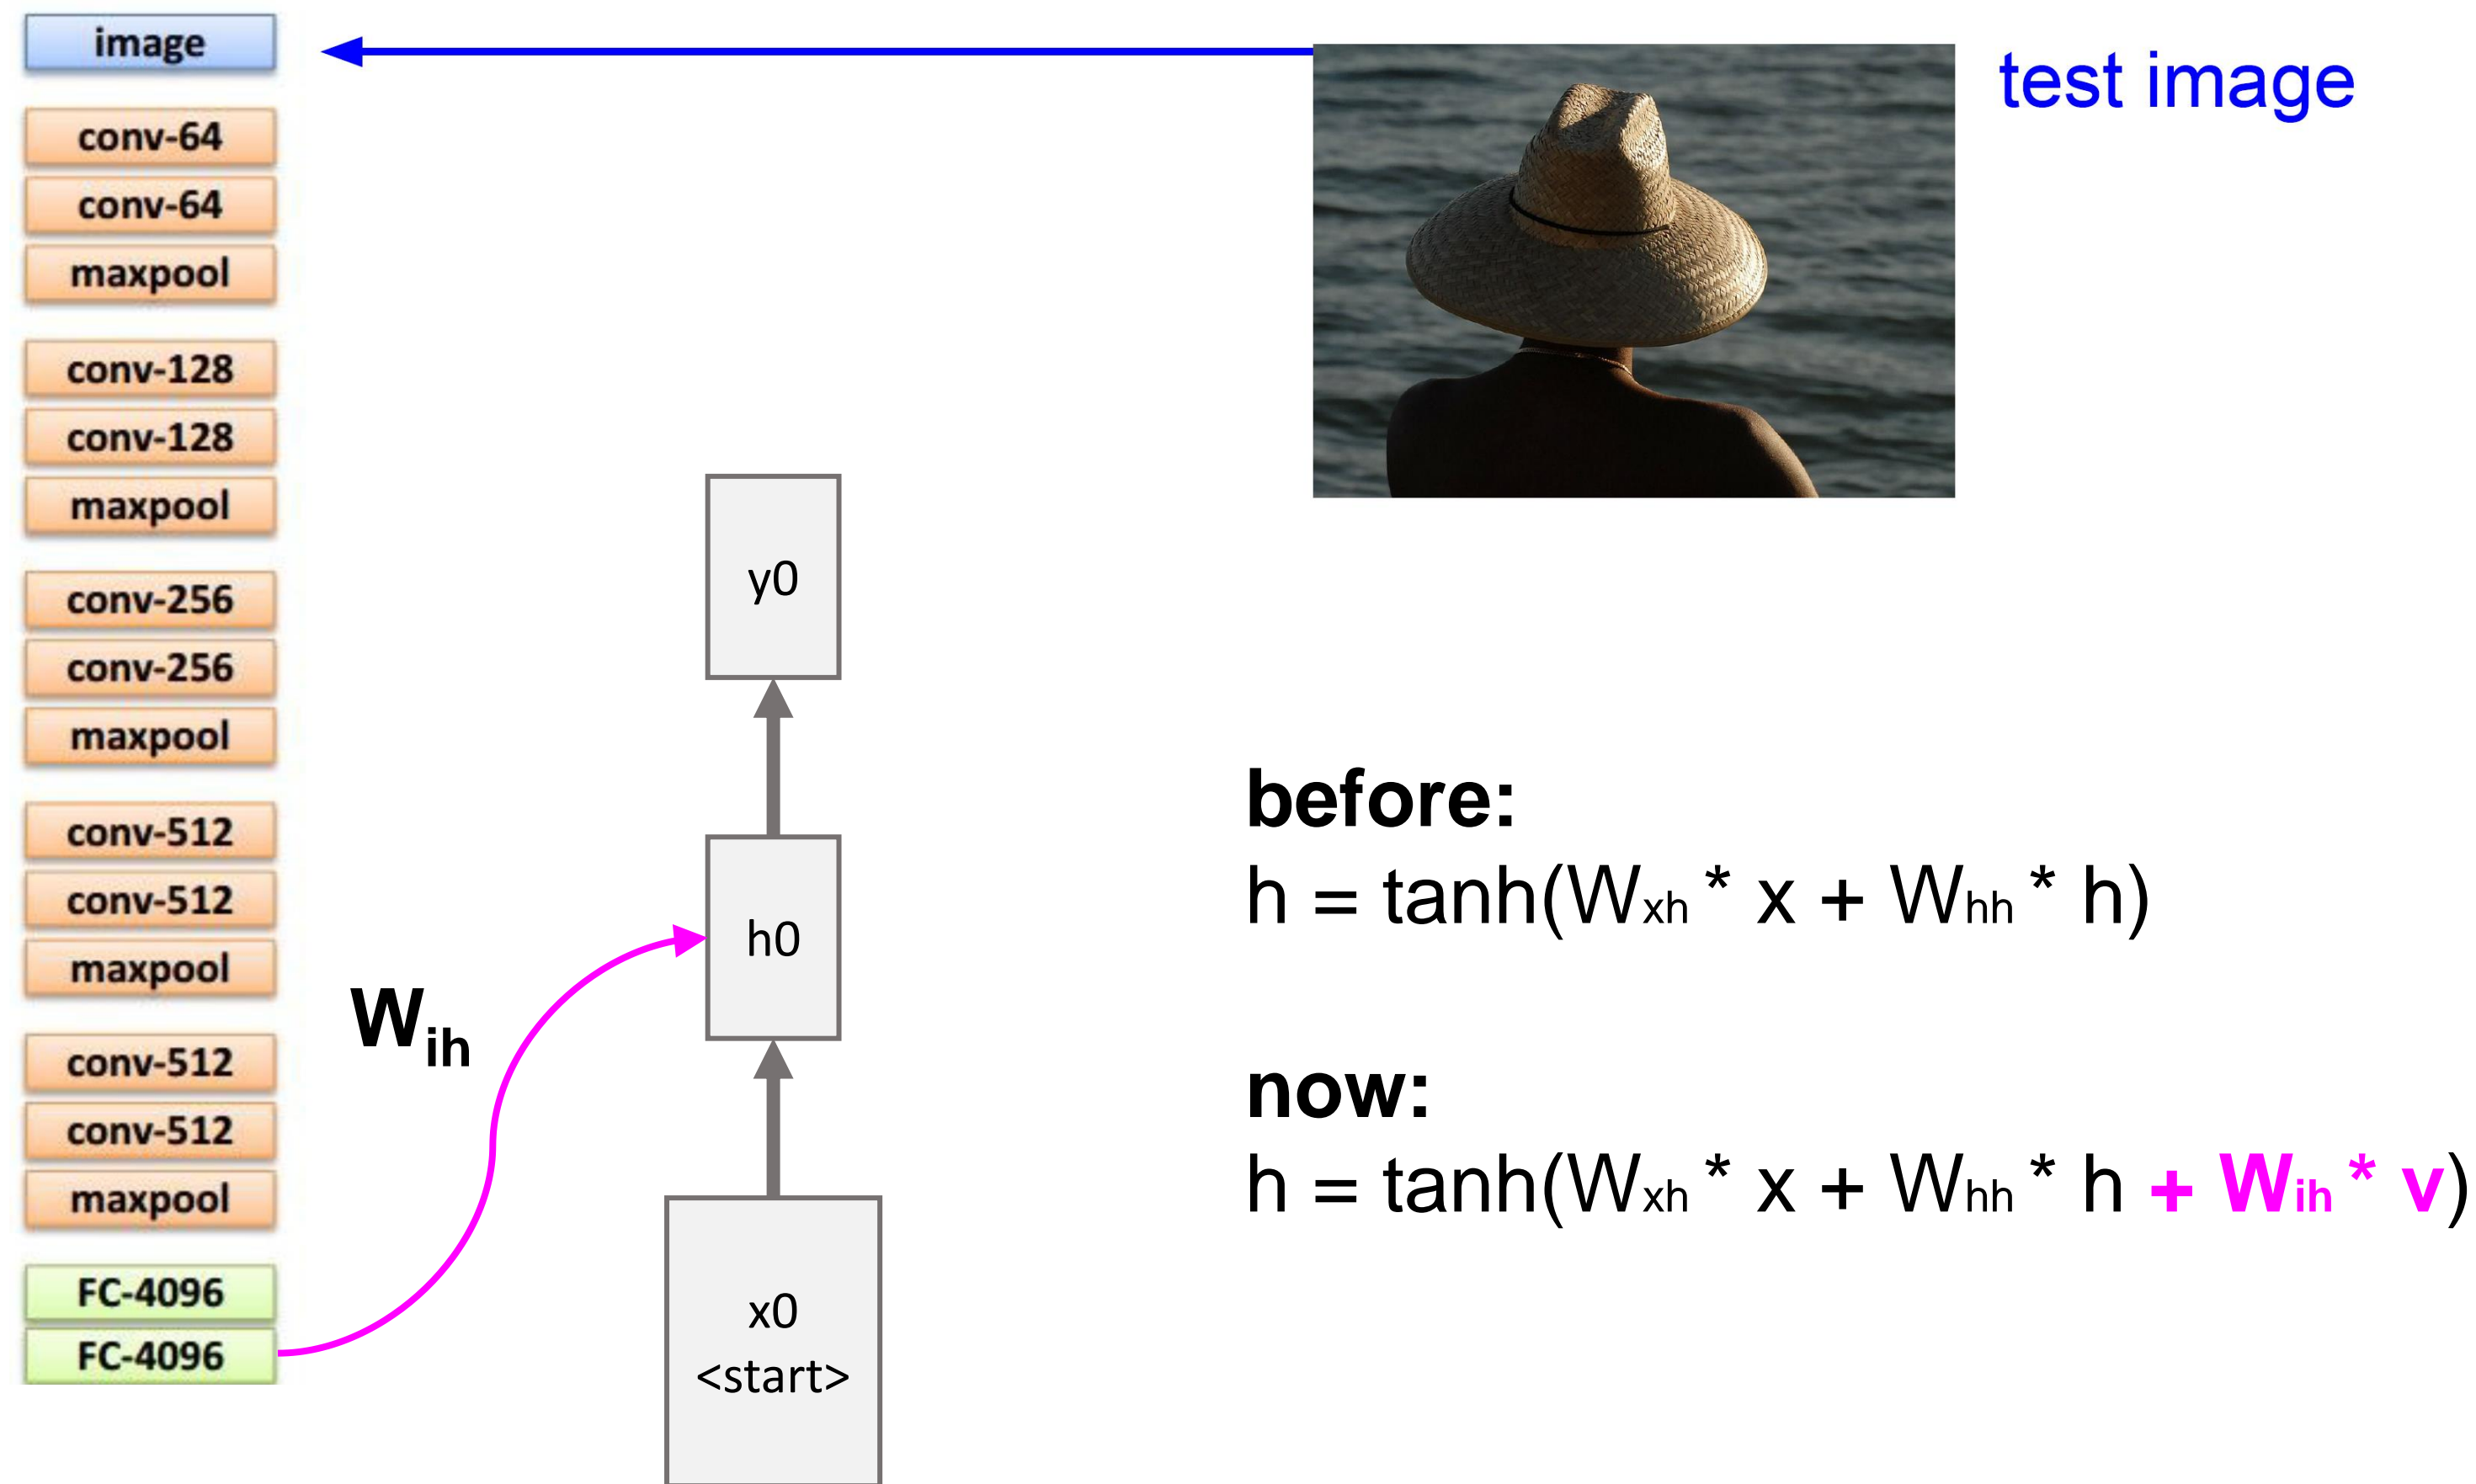 image
conv-64
conv-64
maxpool
conv-128
conv-128
maxpool
conv-256
conv-256
maxpool
conv-512
conv-512
maxpool
conv-512
conv-512
maxpool
FC-4096
FC-4096
Wih
y0
h0
x0
<start>
test image
before:
h = tanh(Wxh * x + Whh * h)
now:
h = tanh(Wxh * x + Whh * h + Wih * v)